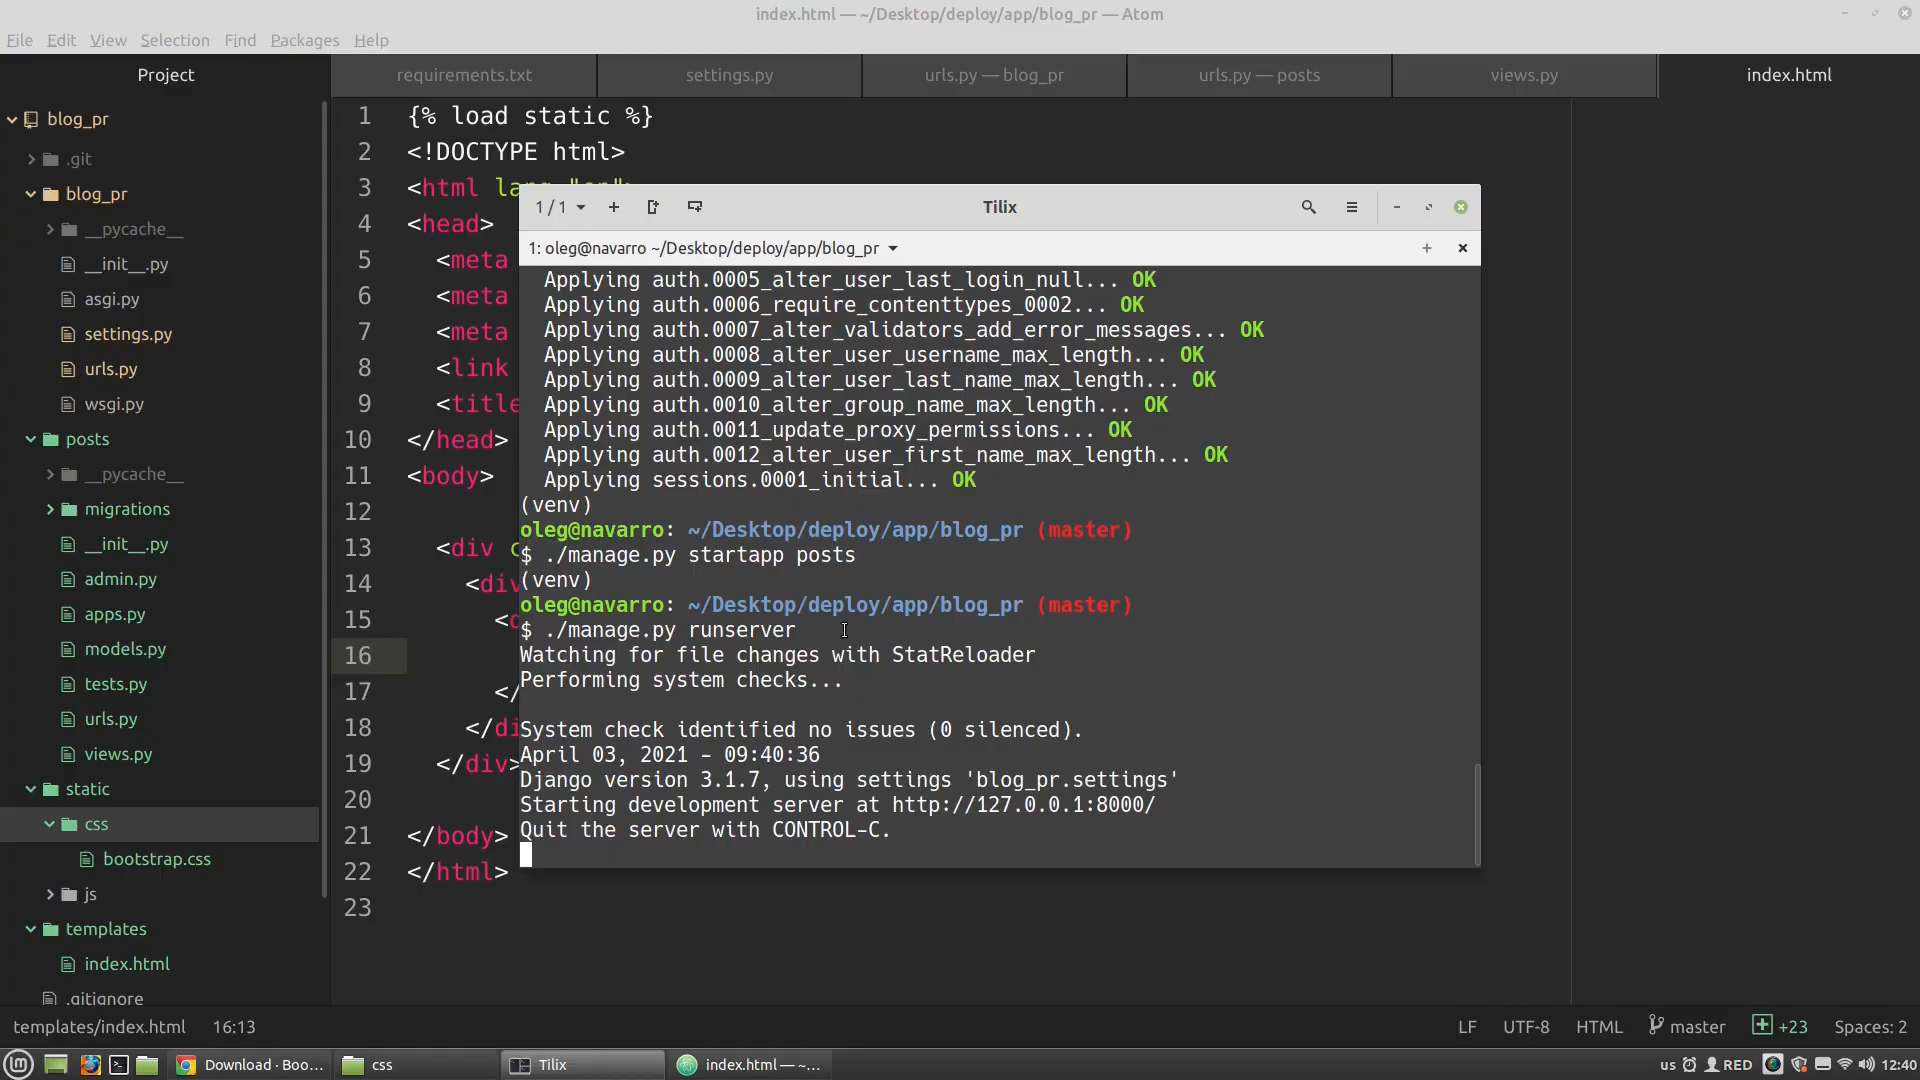 index.html — ~/Desktop/deploy/app/blog_pr — Atom
File Edit View Selection Find Packages Help
Project
requirements.txt
settings.py
urls.py — blog_pr
urls.py — posts
views.py
index.html
blog_pr
.git
blog_pr
__pycache__
__init__.py
asgi.py
settings.py
urls.py
wsgi.py
posts
__pycache__
migrations
__init__.py
admin.py
apps.py
models.py
tests.py
urls.py
views.py
static
css
bootstrap.css
js
templates
index.html
.gitignore
1 {% load static %}
2 <!DOCTYPE html>
3 <html
4 <head>
5 <meta
6 <meta
7 <meta
8 <link
9 <title
10 </head>
11 <body>
12
13 <div c
14 <div
15 <d
16
17 </
18 </di
19 </div>
20
21 </body>
22 </html>
23
1 / 1
Tilix
1: oleg@navarro ~/Desktop/deploy/app/blog_pr
Applying auth.0005_alter_user_last_login_null... OK
Applying auth.0006_require_contenttypes_0002... OK
Applying auth.0007_alter_validators_add_error_messages... OK
Applying auth.0008_alter_user_username_max_length... OK
Applying auth.0009_alter_user_last_name_max_length... OK
Applying auth.0010_alter_group_name_max_length... OK
Applying auth.0011_update_proxy_permissions... OK
Applying auth.0012_alter_user_first_name_max_length... OK
Applying sessions.0001_initial... OK
(venv)
oleg@navarro: ~/Desktop/deploy/app/blog_pr (master)
$ ./manage.py startapp posts
(venv)
oleg@navarro: ~/Desktop/deploy/app/blog_pr (master)
$ ./manage.py runserver
Watching for file changes with StatReloader
Performing system checks...
System check identified no issues (0 silenced).
April 03, 2021 - 09:40:36
Django version 3.1.7, using settings 'blog_pr.settings'
Starting development server at http://127.0.0.1:8000/
Quit the server with CONTROL-C.
templates/index.html 16:13
LF UTF-8 HTML master +23 Spaces: 2
Download · Boo...
css
Tilix
index.html — ~...
us RED 12:40